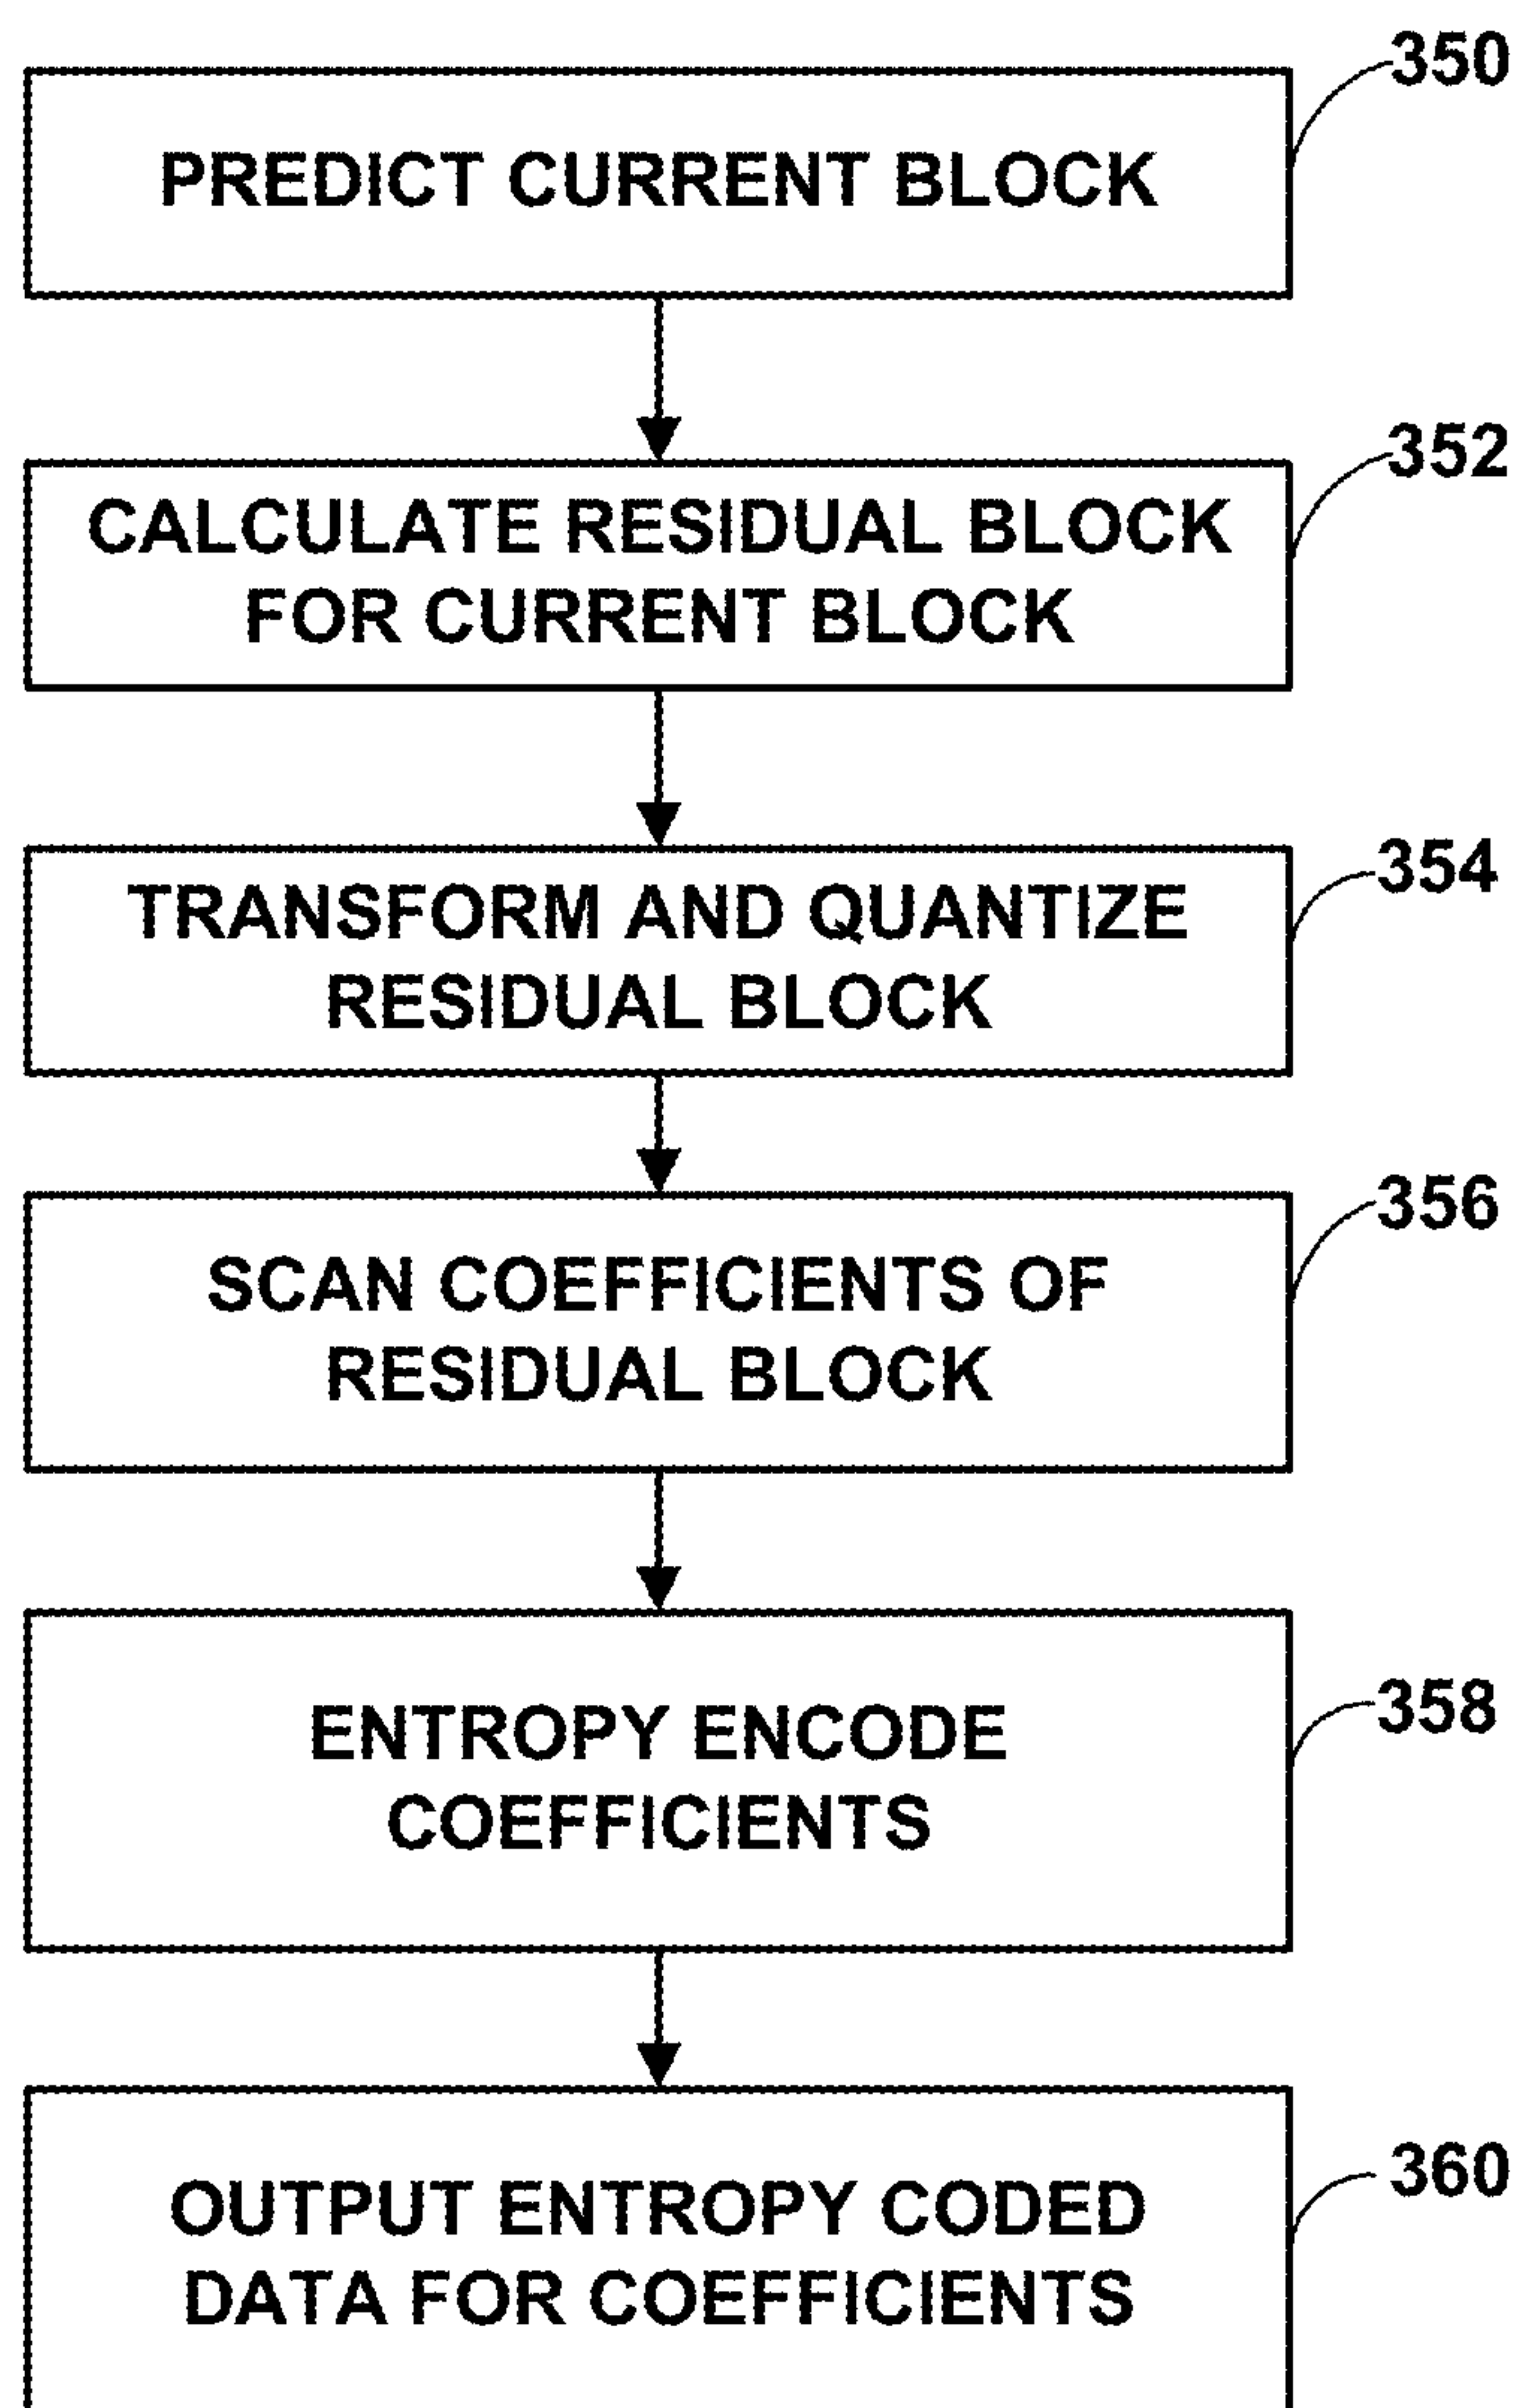 350
PREDICT CURRENT BLOCK
352
CALCULATE RESIDUAL BLOCK
FOR CURRENT BLOCK
354
TRANSFORM AND QUANTIZE
RESIDUAL BLOCK
356
SCAN COEFFICIENTS OF
RESIDUAL BLOCK
358
ENTROPY ENCODE
COEFFICIENTS
360
OUTPUT ENTROPY CODED
DATA FOR COEFFICIENTS